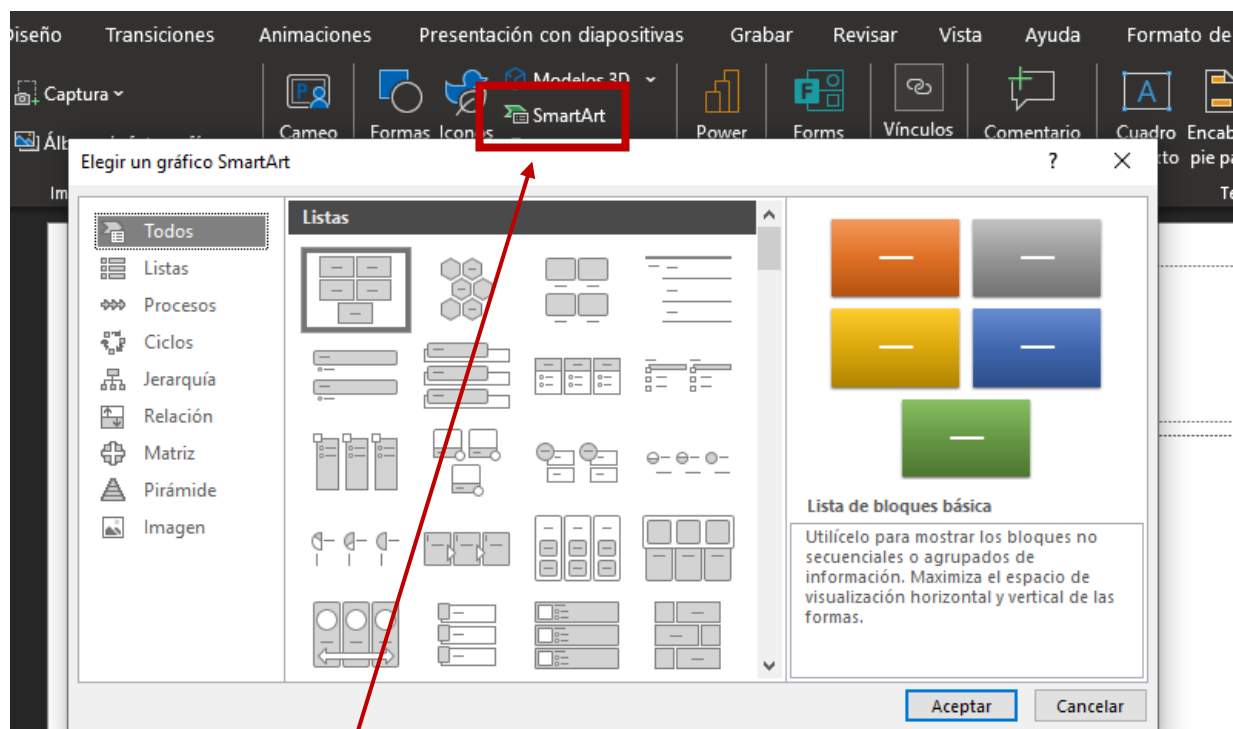 Diseño Transiciones Animaciones Presentación con diapositivas Grabar Revisar Vista Ayuda Formato de
Modelos 3D
Captura
SmartArt
Cameo Formas Iconos Power Forms Vínculos Comentario Cuadro Encab
pie pá
Elegir un gráfico SmartArt
Todos
Listas
Procesos
Ciclos
Jerarquía
Relación
Matriz
Pirámide
Imagen
Listas
Lista de bloques básica
Utilícelo para mostrar los bloques no
secuenciales o agrupados de
información. Maximiza el espacio de
visualización horizontal y vertical de las
formas.
Aceptar Cancelar